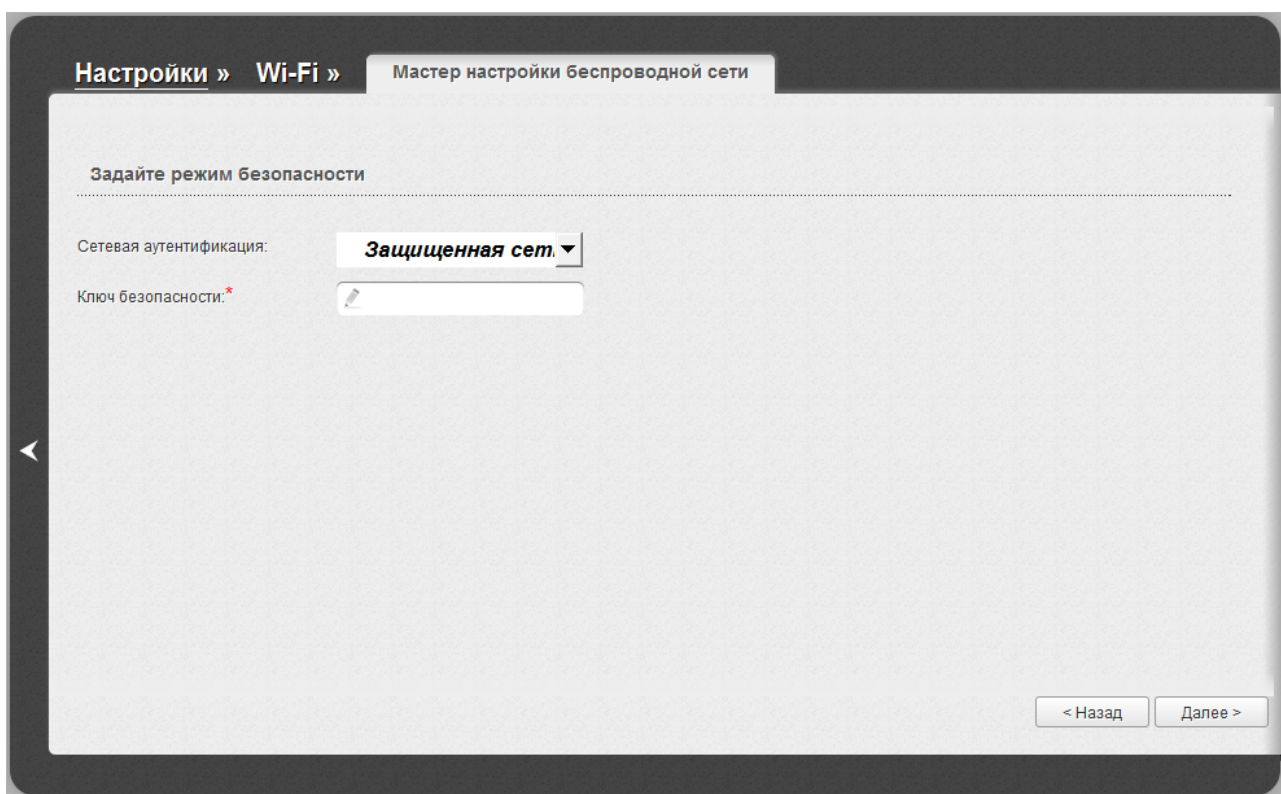 Настройки » Wi-Fi » Мастер настройки беспроводной сети
Задайте режим безопасности
Сетевая аутентификация: Защищенная сет
Ключ безопасности:*
< Назад Далее >